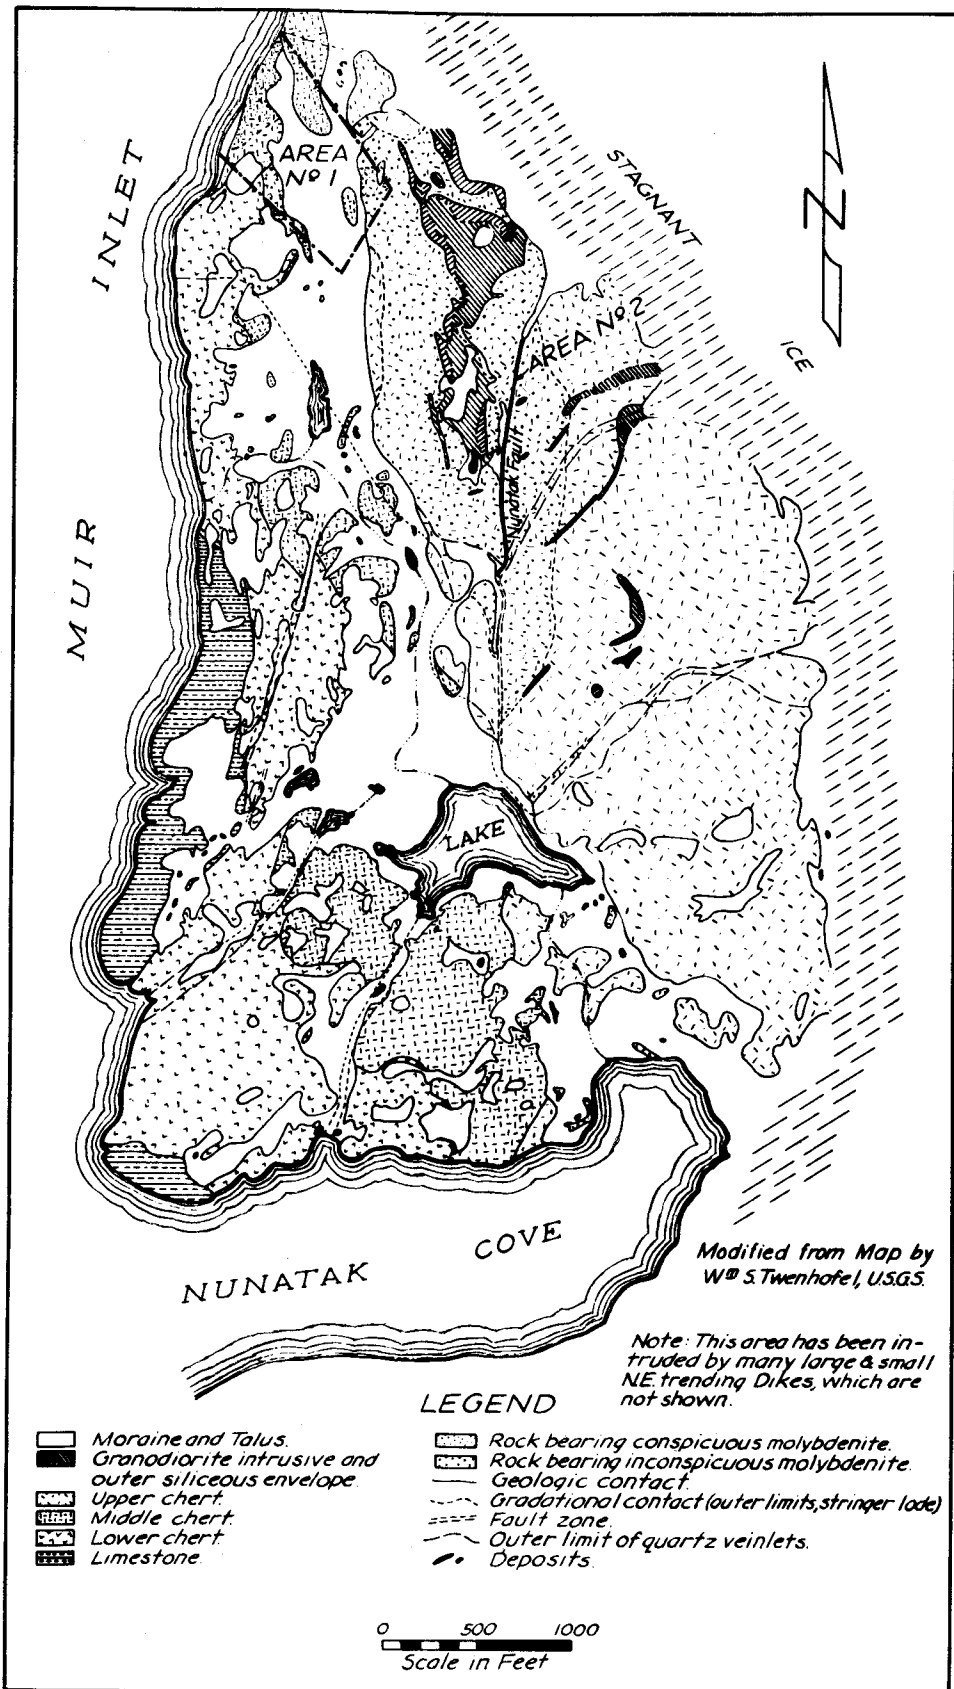 INLET
AREA
Nº 1
STAGNANT
N
ICE
AREA Nº 2
Nunatak Fault
MUIR
LAKE
NUNATAK COVE
Modified from Map by
Wᵐ S. Twenhofel, U.S.G.S.
Note: This area has been in-
truded by many large & small
N.E. trending Dikes, which are
not shown.
LEGEND
Moraine and Talus.
Granodiorite intrusive and
outer siliceous envelope.
Upper chert.
Middle chert.
Lower chert.
Limestone.
Rock bearing conspicuous molybdenite.
Rock bearing inconspicuous molybdenite.
Geologic contact.
Gradational contact (outer limits, stringer lode)
Fault zone.
Outer limit of quartz veinlets.
Deposits.
0 500 1000
Scale in Feet